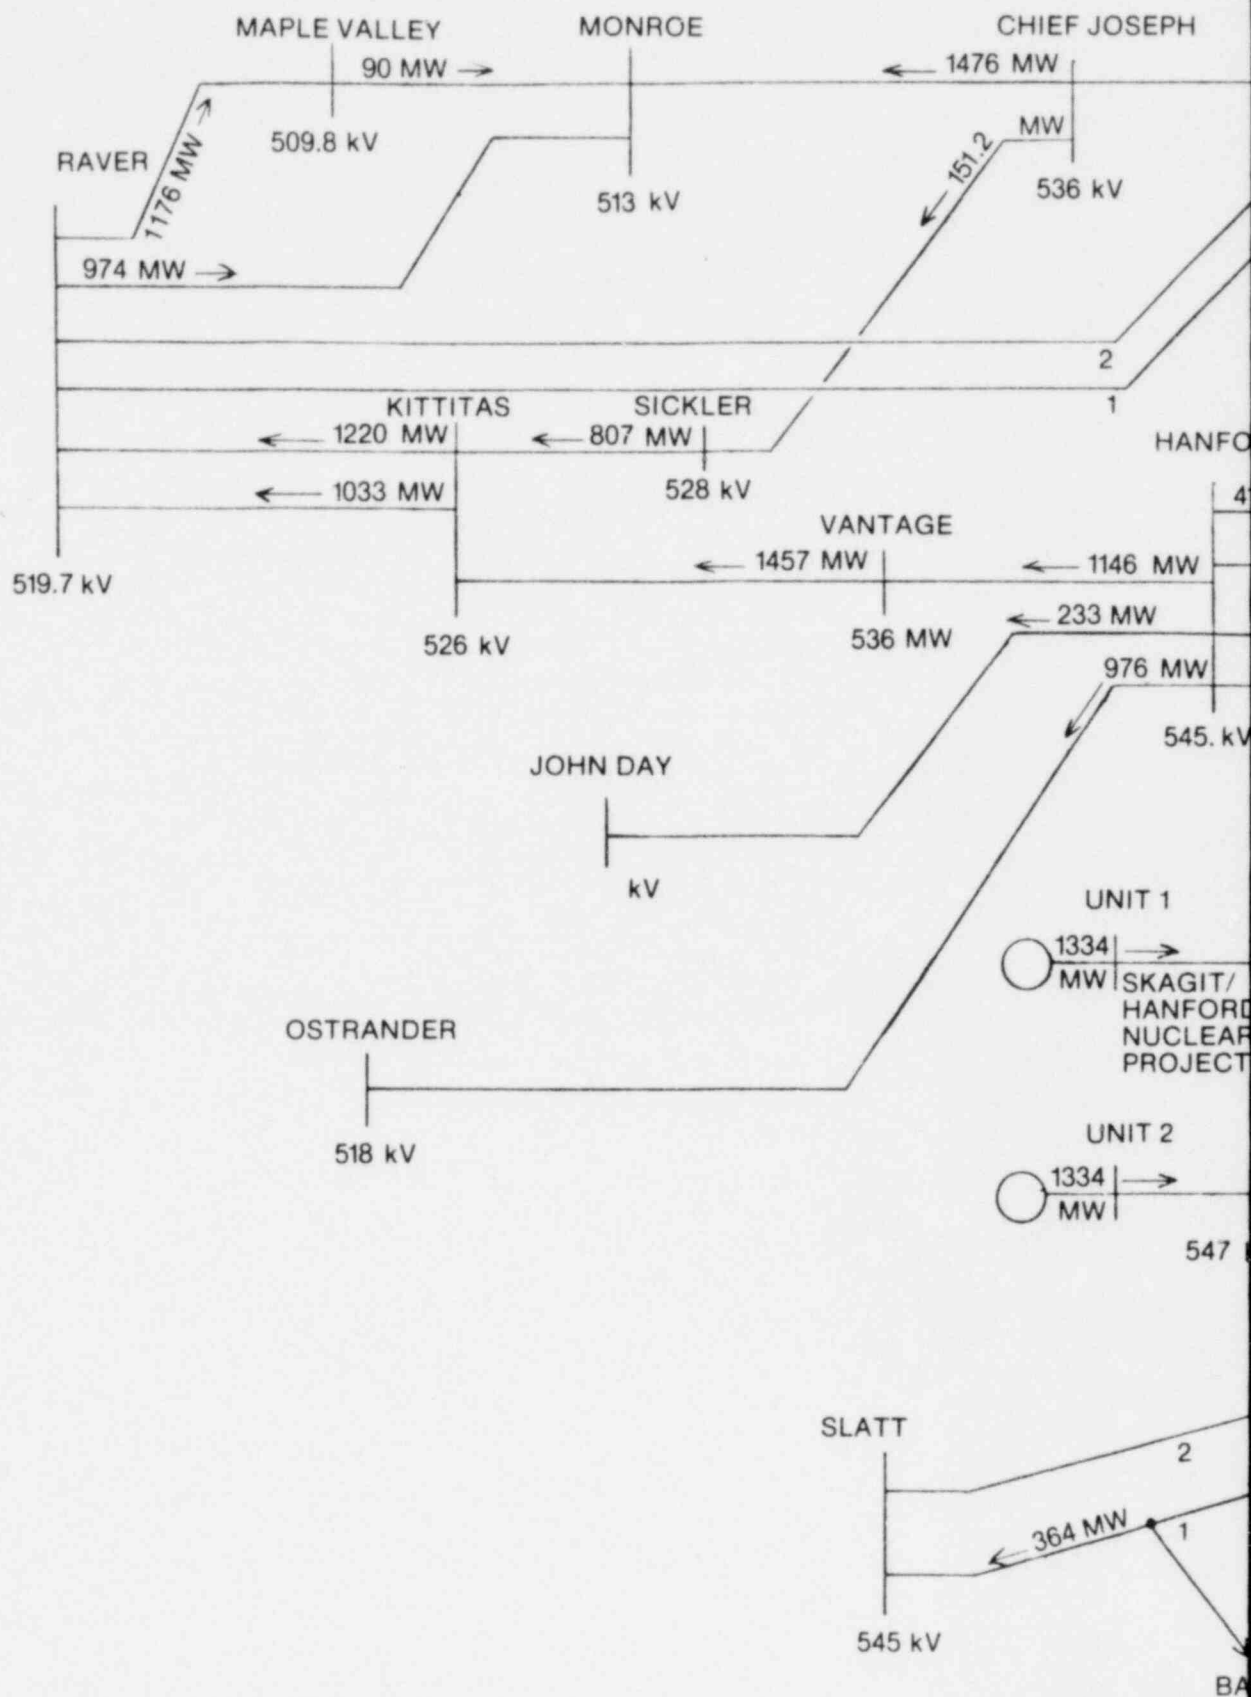 MAPLE VALLEY
MONROE
CHIEF JOSEPH
90 MW
1476 MW
509.8 kV
MW
RAVER
1176 MW
151.2
513 kV
536 kV
974 MW
2
1
KITTITAS
SICKLER
1220 MW
807 MW
HANFO
528 kV
1033 MW
VANTAGE
1457 MW
1146 MW
519.7 kV
526 kV
536 MW
233 MW
976 MW
545. kV
JOHN DAY
kV
UNIT 1
1334
MW
SKAGIT/
HANFORD
NUCLEAR
PROJECT
OSTRANDER
518 kV
UNIT 2
1334
MW
547
SLATT
2
364 MW
1
545 kV
BA